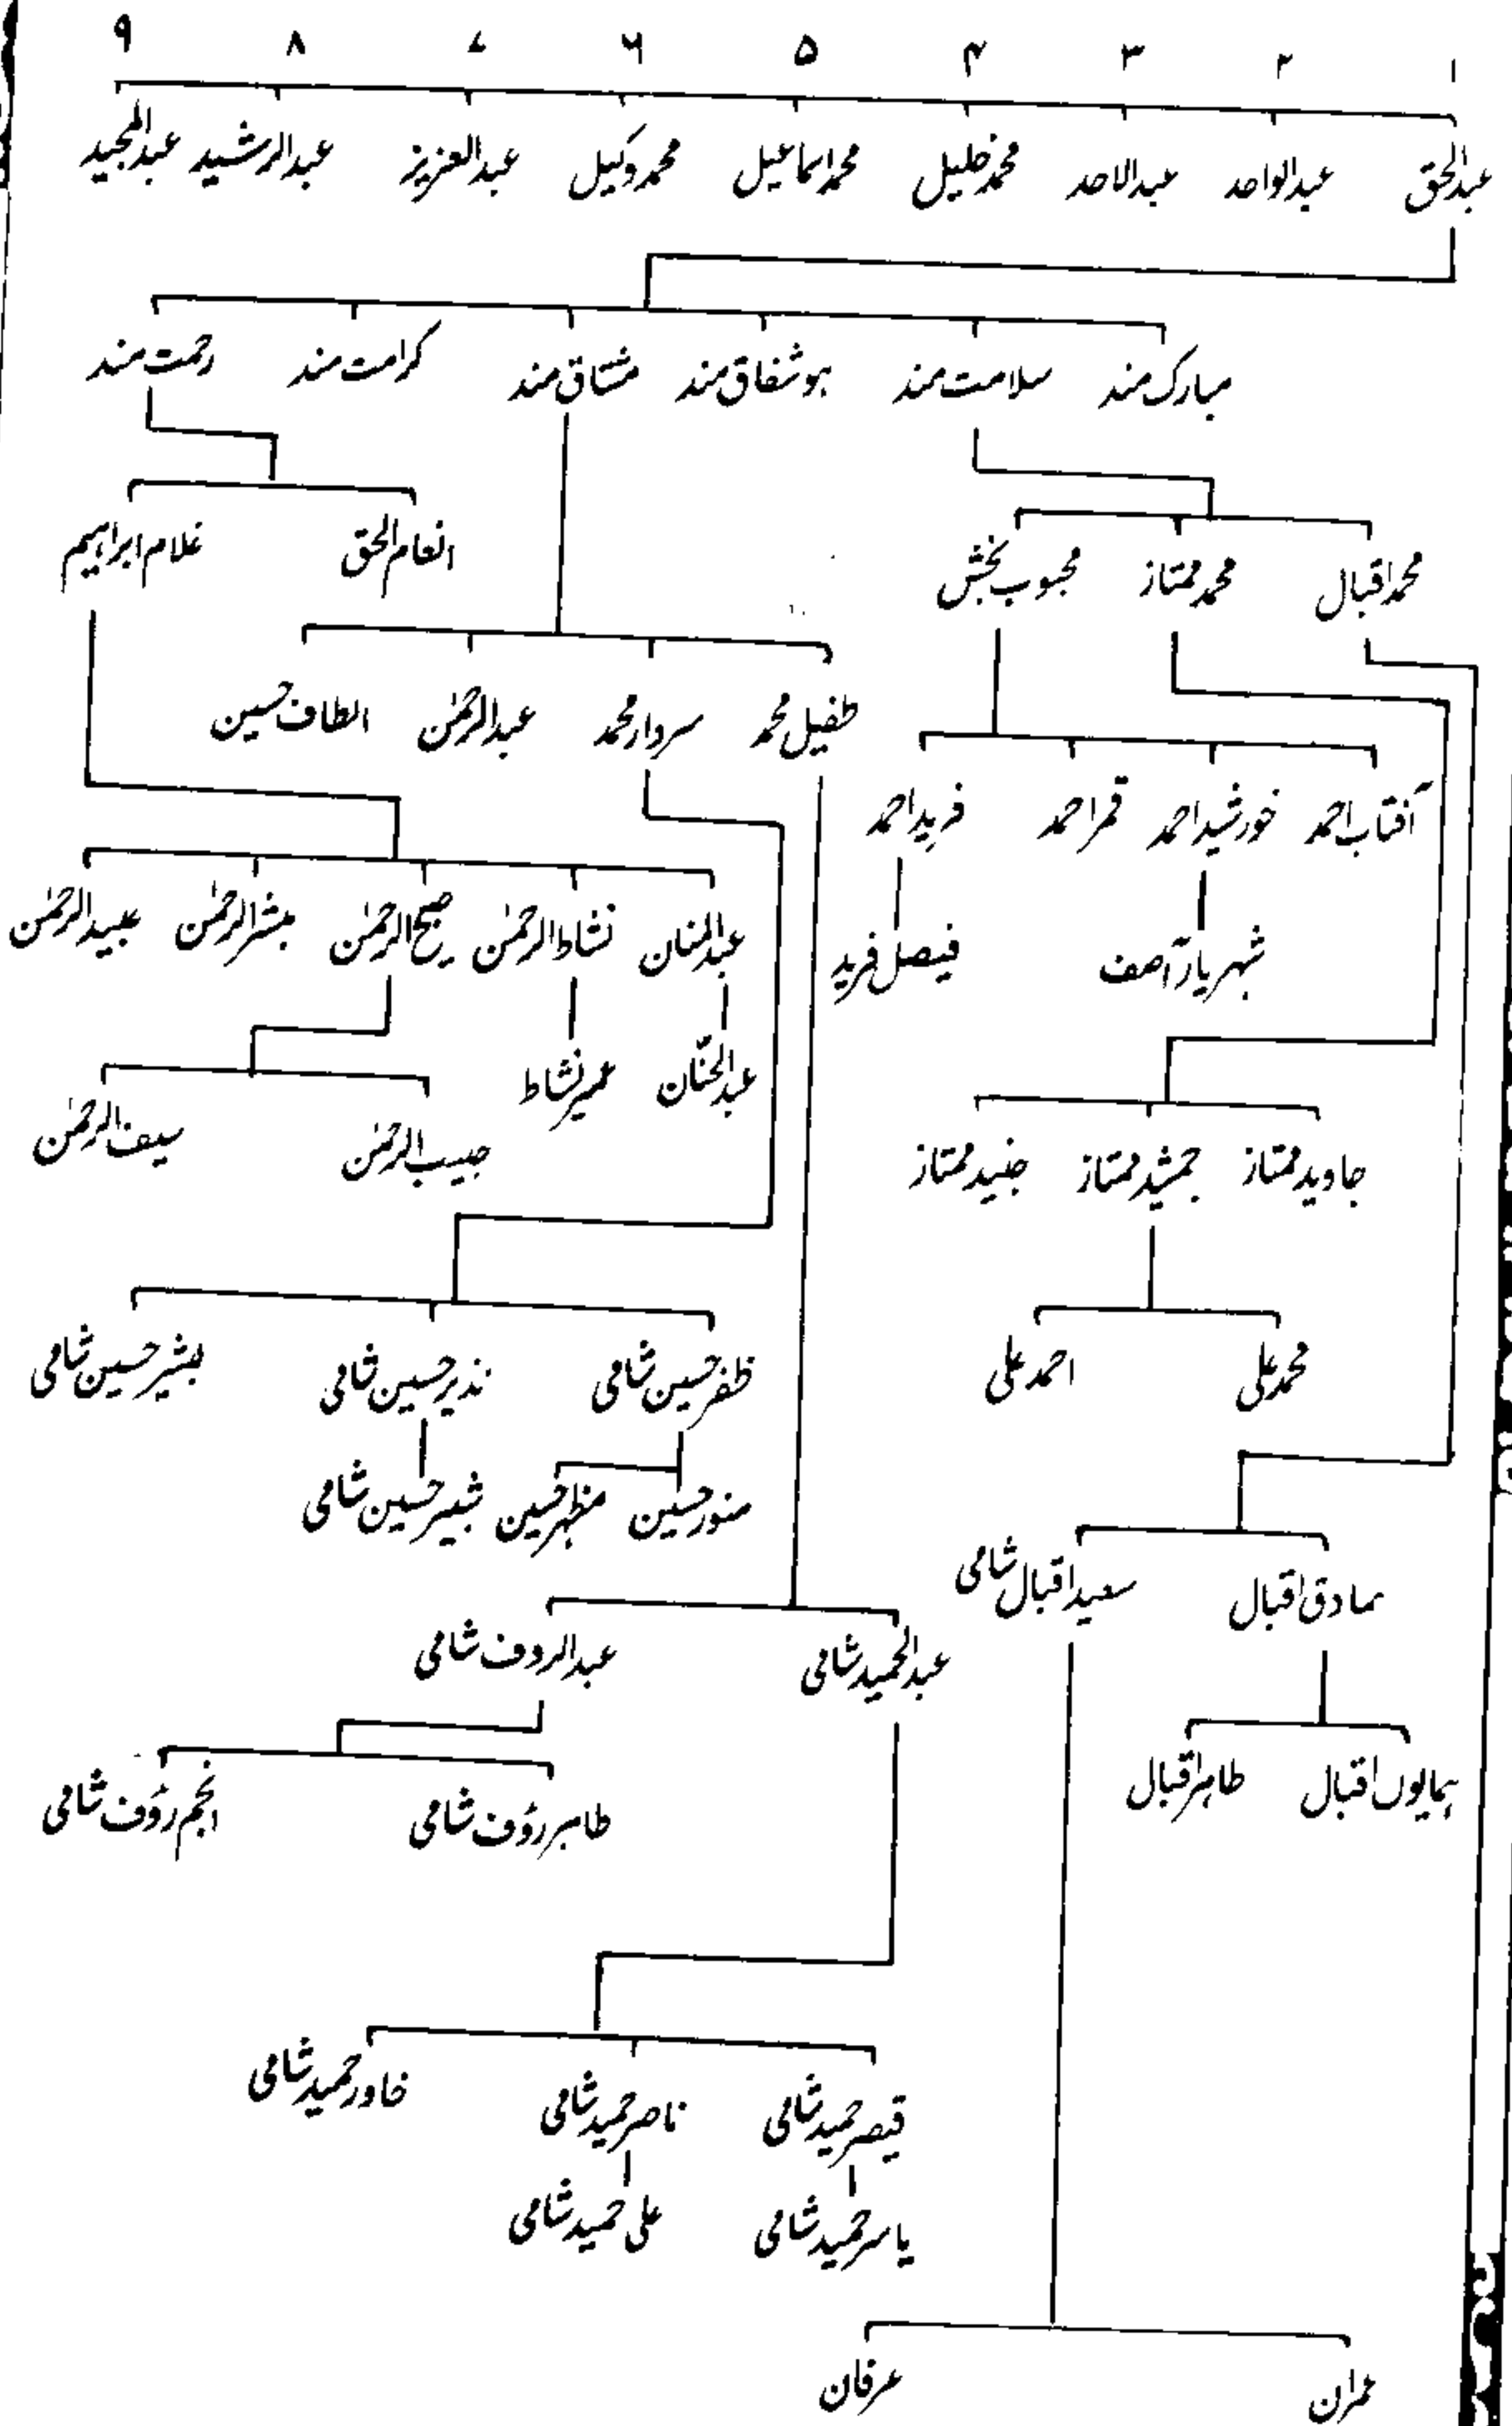 ۱ ۲ ۳ ۴ ۵ ۶ ۷ ۸ ۹
عبدالحق عبدالواحد عبدالاحد محمد خلیل محمد اسماعیل محمد وکیل عبدالعزیز عبدالرشید عبدالمجید
مبارک مند سلامت مند ہوشفاق مند مشتاق مند کرامت مند رحمت مند
محمد اقبال محمد ممتاز محبوب بخش انعام الحق غلام ابراہیم
طفیل محمد سردار محمد عبدالرحمٰن الطاف حسین
آفتاب احمد خورشید احمد قمر احمد فرید احمد
عبدالمنان نشاط الرحمٰن صبیح الرحمٰن مبشر الرحمٰن عبید الرحمٰن
شہریار آصف فیصل فرید
عبدالحنّان عمیر نشاط
حبیب الرحمٰن سیف الرحمٰن
جاوید ممتاز جمشید ممتاز جنید ممتاز
محمد علی احمد علی
ظفر حسین شامی نذیر حسین شامی بشیر حسین شامی
منور حسین مظہر حسین شبیر حسین شامی
صادق اقبال سعید اقبال شامی
عبدالحمید شامی عبدالرؤف شامی
ہمایوں اقبال طاہر اقبال
طاہر رؤف شامی انجم رؤف شامی
قیصر حمید شامی ناصر حمید شامی خاور حمید شامی
یاسر حمید شامی علی حمید شامی
عمران عرفان